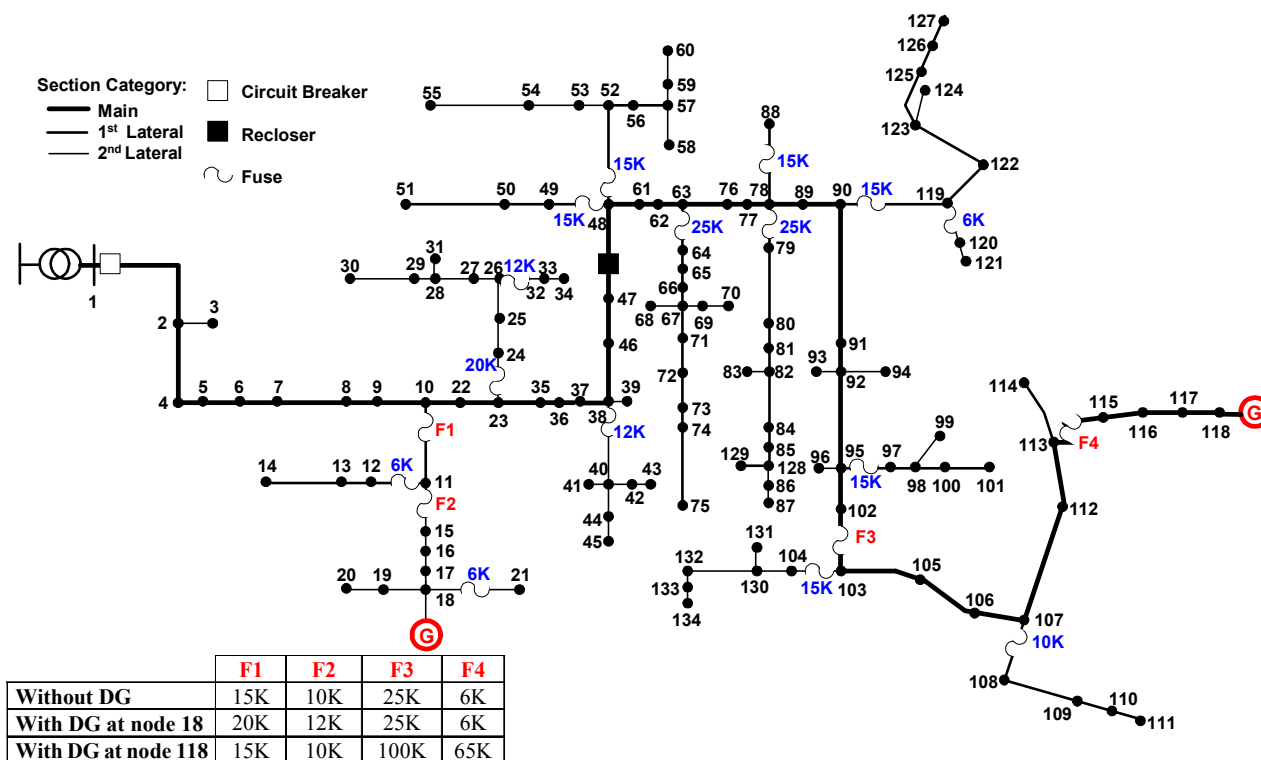 Section Category:
Main
1st Lateral
2nd Lateral
Circuit Breaker
Recloser
Fuse
127
126
125
124
123
122
60
59
55 54 53 52 57
56
58
88
15K
15K
51 50 49 48 61 63 76 78 89 90 15K 119
15K
62 77
25K 25K
6K
120
121
64
65
66
79
31
30 29 27 26 12K 33
28 32 34
25
24
20K
47
46
68 67 69 70
71
72
73
74
75
80
81
83 82
84
85
129 128
86
87
91
93 92 94
99
96 95 97
15K 98 100 101
102
F3
1
2 3
4 5 6 7 8 9 10 22 23 35 36 37 38 39
F1
12K
14 13 12 6K 11
F2
40 43
41 42
44
45
15
16
17
20 19 18 6K 21
G
131
132 130 104 103 105
15K
133
134
106 107
10K
108
109 110
111
112
114
113
F4
115 117
116 118
G
F1 F2 F3 F4
Without DG 15K 10K 25K 6K
With DG at node 18 20K 12K 25K 6K
With DG at node 118 15K 10K 100K 65K